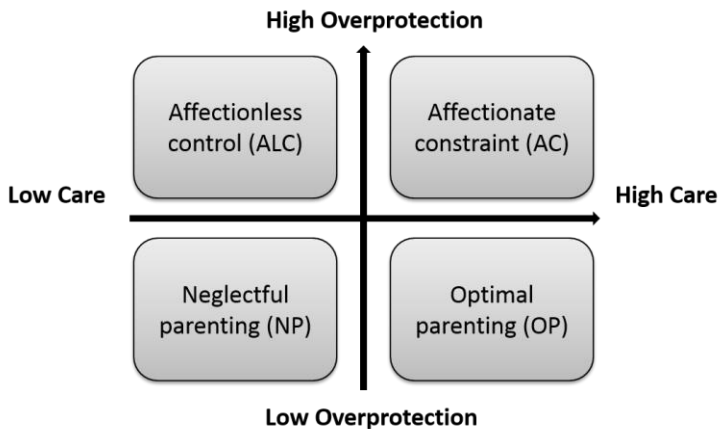 High Overprotection
Affectionless
control (ALC)
Affectionate
constraint (AC)
Low Care
High Care
Neglectful
parenting (NP)
Optimal
parenting (OP)
Low Overprotection